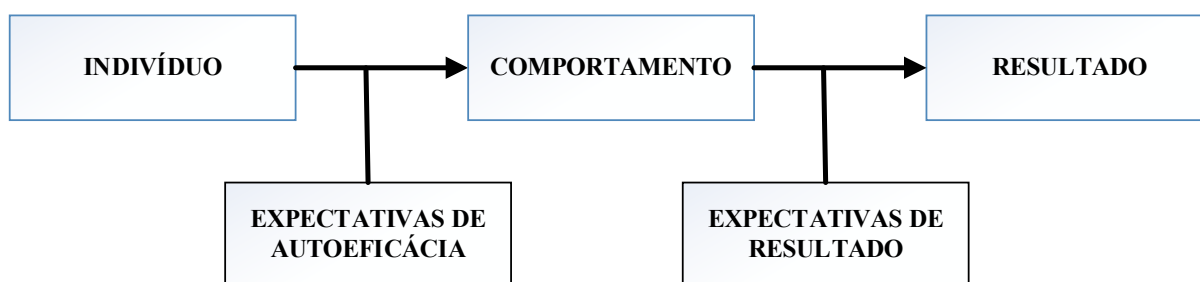 INDIVÍDUO
COMPORTAMENTO
RESULTADO
EXPECTATIVAS DE
AUTOEFICÁCIA
EXPECTATIVAS DE
RESULTADO